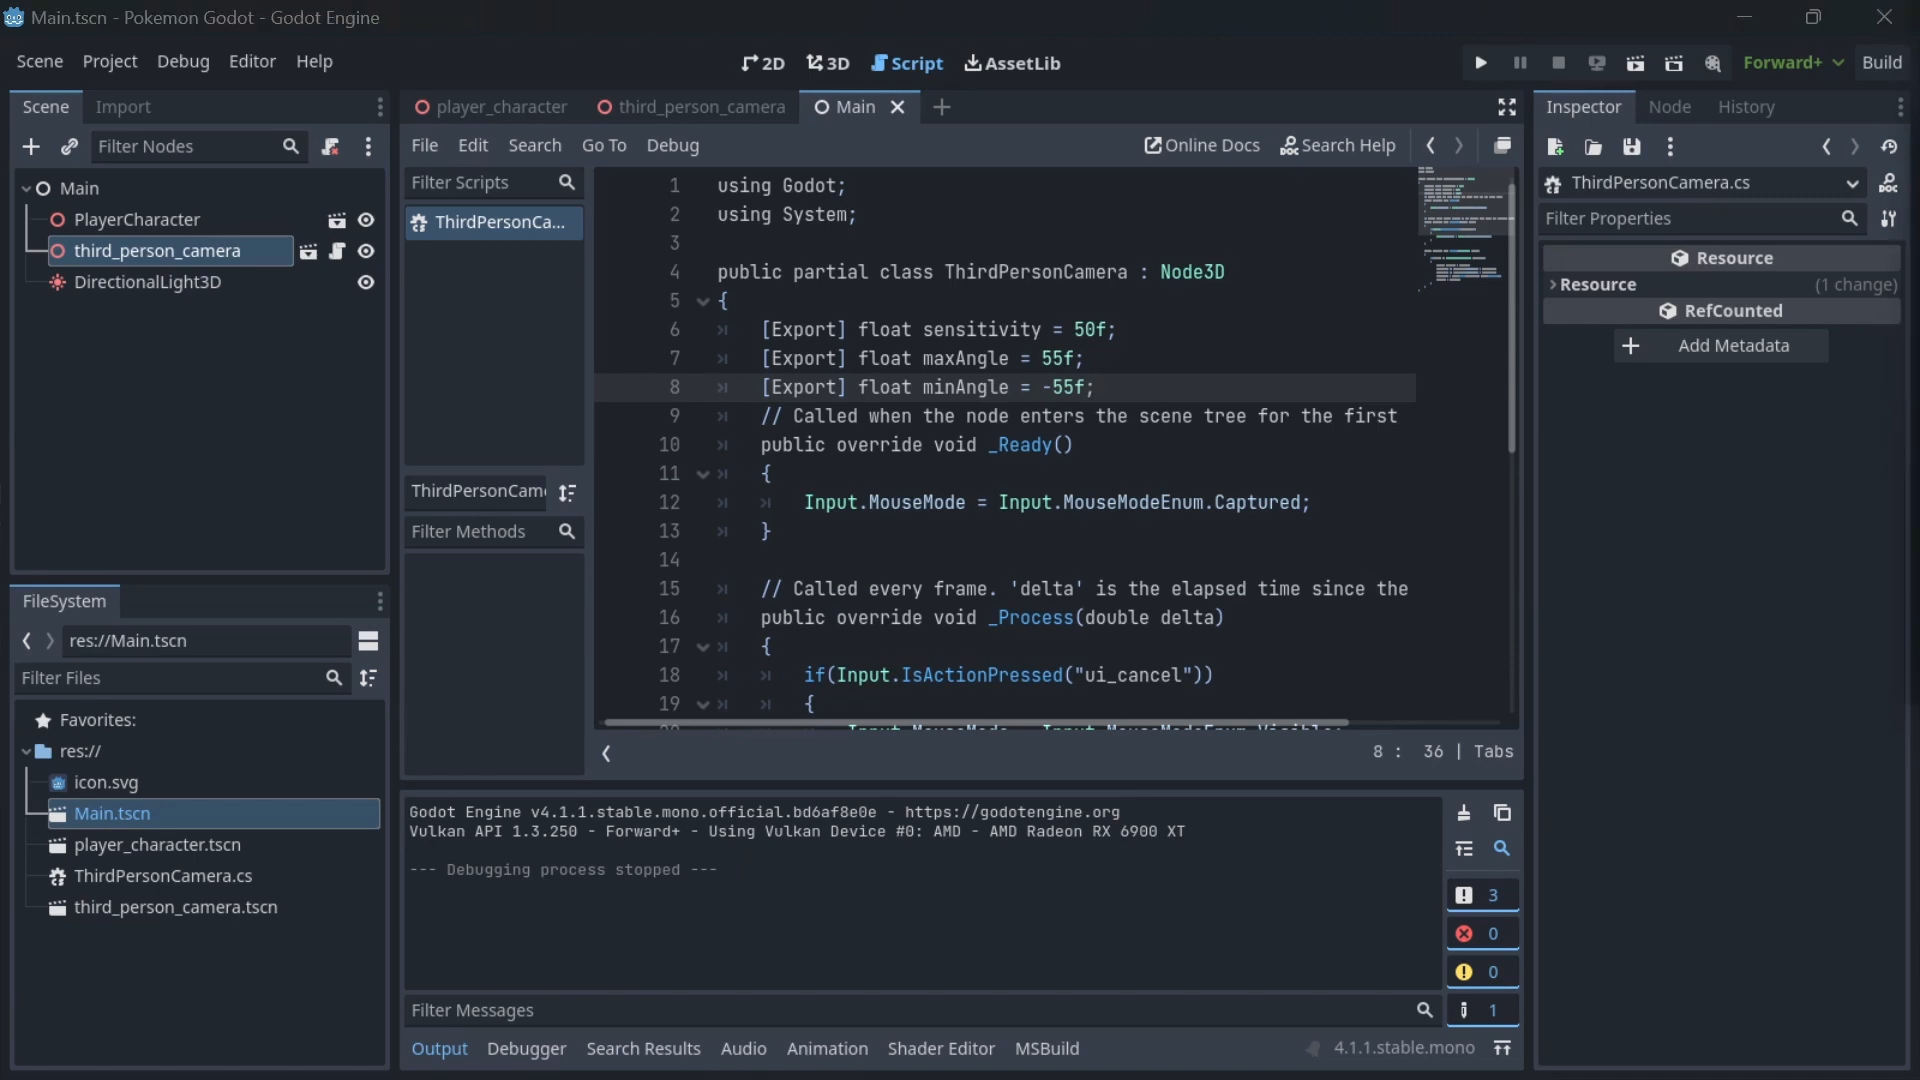 Main.tscn - Pokemon Godot - Godot Engine
Scene Project Debug Editor Help
2D 3D Script AssetLib
Forward+ Build
Scene Import
Filter Nodes
Main
PlayerCharacter
third_person_camera
DirectionalLight3D
FileSystem
res://Main.tscn
Filter Files
Favorites:
res://
icon.svg
Main.tscn
player_character.tscn
ThirdPersonCamera.cs
third_person_camera.tscn
player_character third_person_camera Main
File Edit Search Go To Debug
Online Docs Search Help
Filter Scripts
ThirdPersonCa...
ThirdPersonCam
Filter Methods
1 using Godot;
2 using System;
3
4 public partial class ThirdPersonCamera : Node3D
5 {
6 [Export] float sensitivity = 50f;
7 [Export] float maxAngle = 55f;
8 [Export] float minAngle = -55f;
9 // Called when the node enters the scene tree for the first
10 public override void _Ready()
11 {
12 Input.MouseMode = Input.MouseModeEnum.Captured;
13 }
14
15 // Called every frame. 'delta' is the elapsed time since the
16 public override void _Process(double delta)
17 {
18 if(Input.IsActionPressed("ui_cancel"))
19 {
8 : 36 | Tabs
Godot Engine v4.1.1.stable.mono.official.bd6af8e0e - https://godotengine.org
Vulkan API 1.3.250 - Forward+ - Using Vulkan Device #0: AMD - AMD Radeon RX 6900 XT
--- Debugging process stopped ---
3
0
0
1
Filter Messages
Output Debugger Search Results Audio Animation Shader Editor MSBuild
4.1.1.stable.mono
Inspector Node History
ThirdPersonCamera.cs
Filter Properties
Resource
Resource (1 change)
RefCounted
Add Metadata